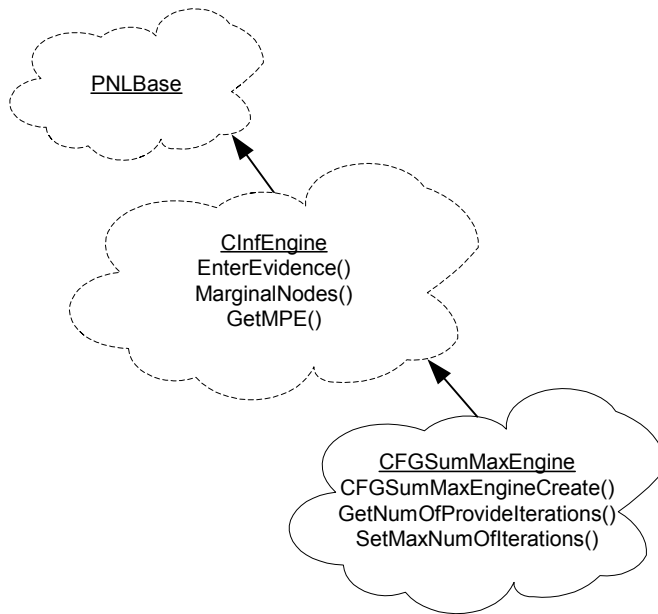 PNLBase
CInfEngine
EnterEvidence()
MarginalNodes()
GetMPE()
CFGSumMaxEngine
CFGSumMaxEngineCreate()
GetNumOfProvideIterations()
SetMaxNumOfIterations()